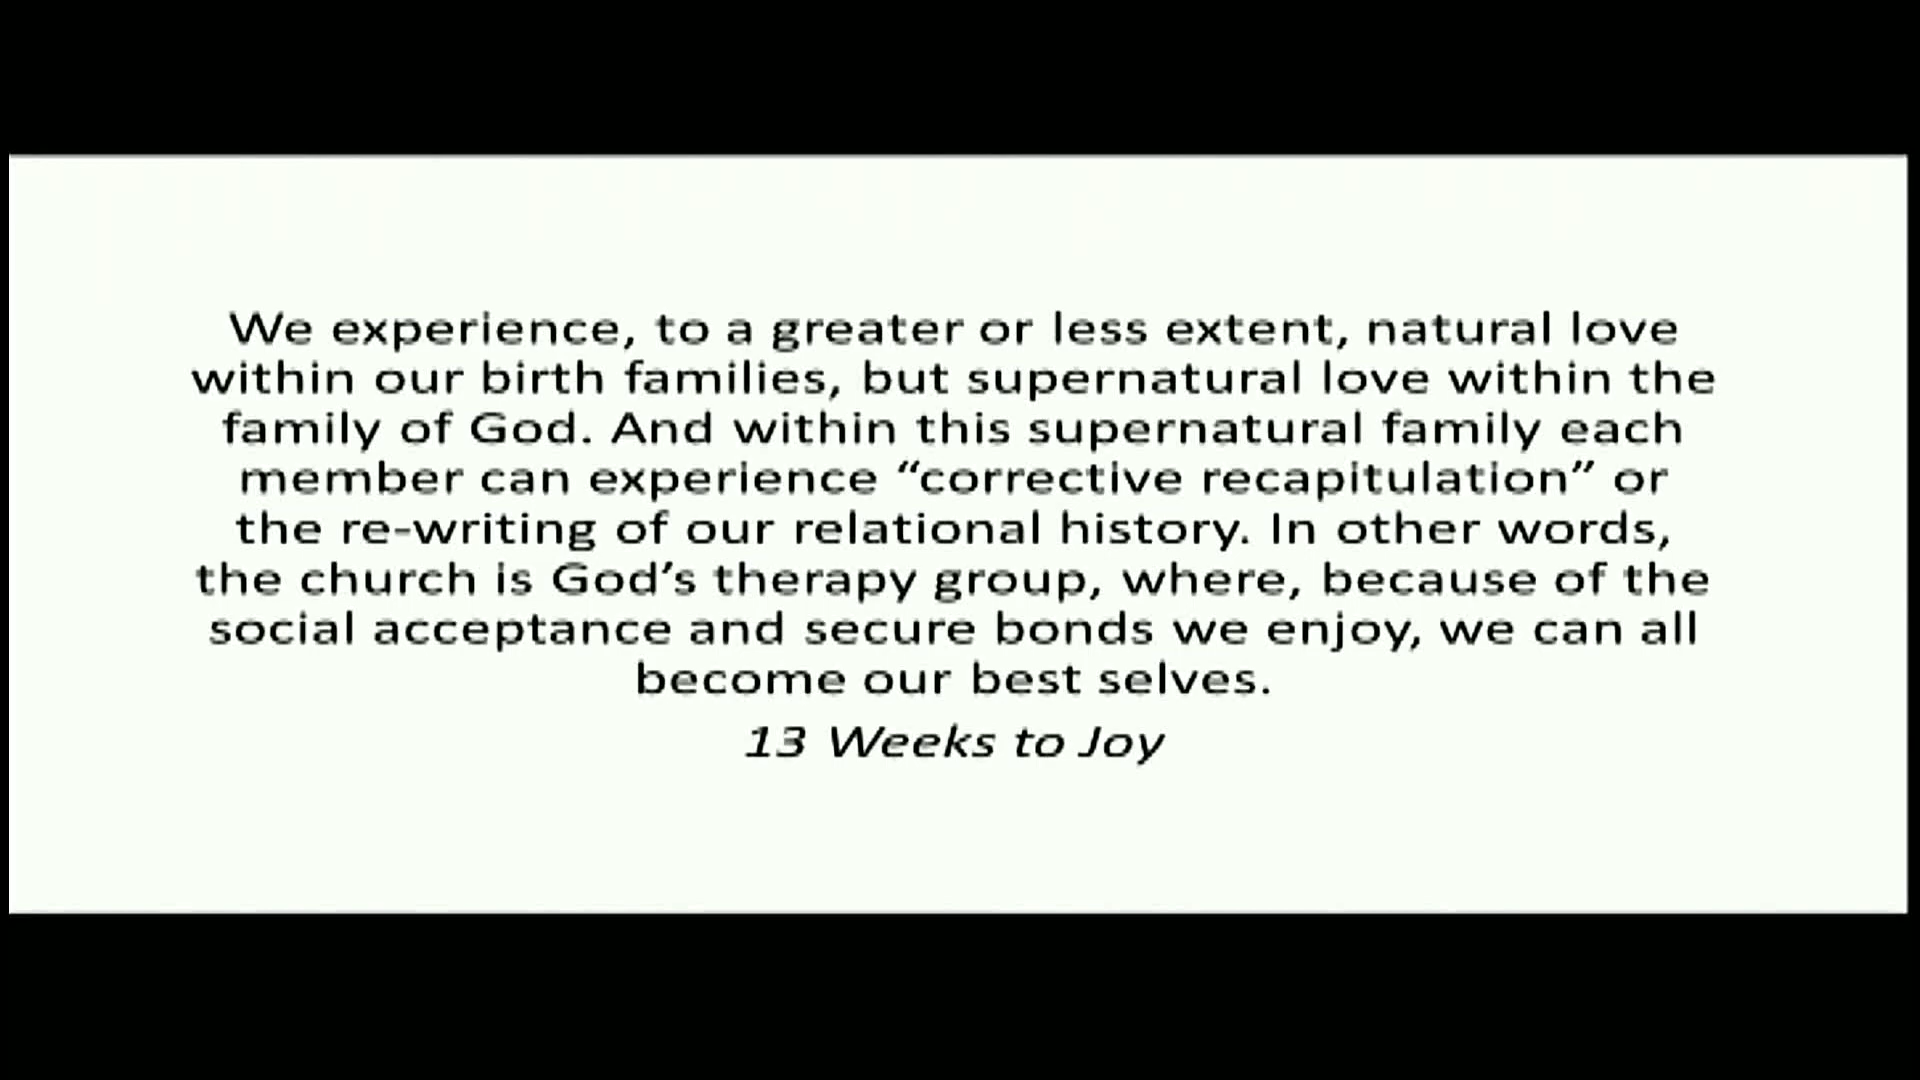 We experience, to a greater or less extent, natural love
within our birth families, but supernatural love within the
family of God. And within this supernatural family each
member can experience “corrective recapitulation” or
the re-writing of our relational history. In other words,
the church is God’s therapy group, where, because of the
social acceptance and secure bonds we enjoy, we can all
become our best selves.
13 Weeks to Joy